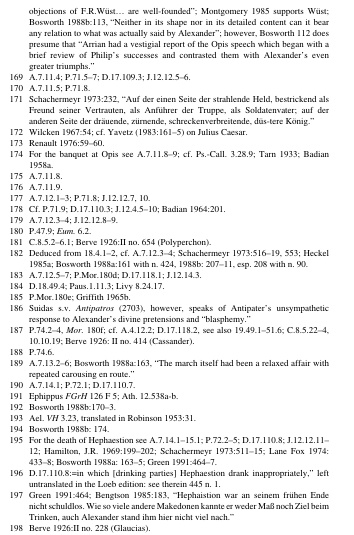 objections of F.R.Wüst… are well-founded”; Montgomery 1985 supports Wüst;
Bosworth 1988b:113, “Neither in its shape nor in its detailed content can it bear
any relation to what was actually said by Alexander”; however, Bosworth 112 does
presume that “Arrian had a vestigial report of the Opis speech which began with a
brief review of Philip’s successes and contrasted them with Alexander’s even
greater triumphs.”
169 A.7.11.4; P.71.5–7; D.17.109.3; J.12.12.5–6.
170 A.7.11.5; P.71.8.
171 Schachermeyr 1973:232, “Auf der einen Seite der strahlende Held, bestrickend als
Freund seiner Vertrauten, als Anführer der Truppe, als Soldatenvater; auf der
anderen Seite der dräuende, zürnende, schreckenverbreitende, düs-tere König.”
172 Wilcken 1967:54; cf. Yavetz (1983:161–5) on Julius Caesar.
173 Renault 1976:59–60.
174 For the banquet at Opis see A.7.11.8–9; cf. Ps.-Call. 3.28.9; Tarn 1933; Badian
1958a.
175 A.7.11.8.
176 A.7.11.9.
177 A.7.12.1–3; P.71.8; J.12.12.7, 10.
178 Cf. P.71.9; D.17.110.3; J.12.4.5–10; Badian 1964:201.
179 A.7.12.3–4; J.12.12.8–9.
180 P.47.9; Eum. 6.2.
181 C.8.5.2–6.1; Berve 1926:II no. 654 (Polyperchon).
182 Deduced from 18.4.1–2, cf. A.7.12.3–4; Schachermeyr 1973:516–19, 553; Heckel
1985a; Bosworth 1988a:161 with n. 424, 1988b: 207–11, esp. 208 with n. 90.
183 A.7.12.5–7; P.Mor.180d; D.17.118.1; J.12.14.3.
184 D.18.49.4; Paus.1.11.3; Livy 8.24.17.
185 P.Mor.180e; Griffith 1965b.
186 Suidas s.v. Antipatros (2703), however, speaks of Antipater’s unsympathetic
response to Alexander’s divine pretensions and “blasphemy.”
187 P.74.2–4, Mor. 180f; cf. A.4.12.2; D.17.118.2, see also 19.49.1–51.6; C.8.5.22–4,
10.10.19; Berve 1926: II no. 414 (Cassander).
188 P.74.6.
189 A.7.13.2–6; Bosworth 1988a:163, “The march itself had been a relaxed affair with
repeated carousing en route.”
190 A.7.14.1; P.72.1; D.17.110.7.
191 Ephippus FGrH 126 F 5; Ath. 12.538a-b.
192 Bosworth 1988b:170–3.
193 Ael. VH 3.23, translated in Robinson 1953:31.
194 Bosworth 1988b: 174.
195 For the death of Hephaestion see A.7.14.1–15.1; P.72.2–5; D.17.110.8; J.12.12.11–
12; Hamilton, J.R. 1969:199–202; Schachermeyr 1973:511–15; Lane Fox 1974:
433–8; Bosworth 1988a: 163–5; Green 1991:464–7.
196 D.17.110.8:=in which [drinking parties] Hephaestion drank inappropriately,” left
untranslated in the Loeb edition: see therein 445 n. 1.
197 Green 1991:464; Bengtson 1985:183, “Hephaistion war an seinem frühen Ende
nicht schuldlos. Wie so viele andere Makedonen kannte er weder Maß noch Ziel beim
Trinken, auch Alexander stand ihm hier nicht viel nach.”
198 Berve 1926:II no. 228 (Glaucias).